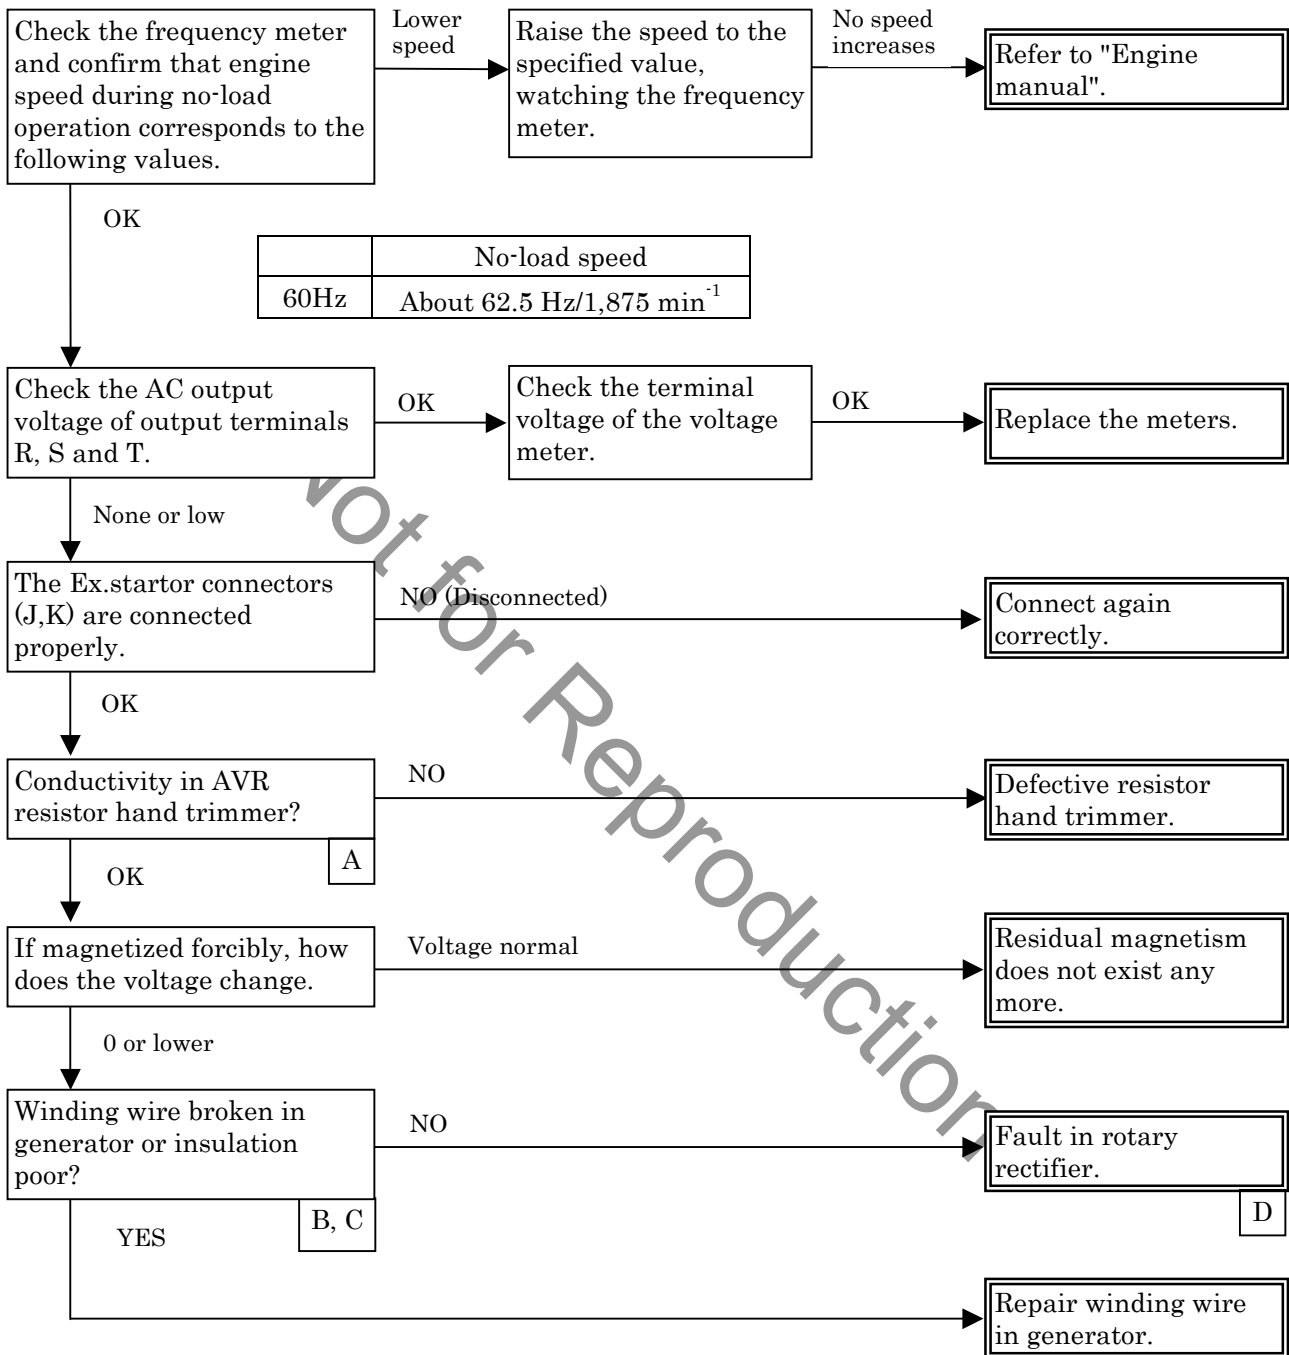 Check the frequency meter
and confirm that engine
speed during no-load
operation corresponds to the
following values.
Lower
speed
Raise the speed to the
specified value,
watching the frequency
meter.
No speed
increases
Refer to "Engine
manual".
OK
No-load speed
60Hz About 62.5 Hz/1,875 min-1
Check the AC output
voltage of output terminals
R, S and T.
OK
Check the terminal
voltage of the voltage
meter.
OK
Replace the meters.
None or low
The Ex.startor connectors
(J,K) are connected
properly.
NO (Disconnected)
Connect again
correctly.
OK
Conductivity in AVR
resistor hand trimmer?
A
NO
Defective resistor
hand trimmer.
OK
If magnetized forcibly, how
does the voltage change.
Voltage normal
Residual magnetism
does not exist any
more.
0 or lower
Winding wire broken in
generator or insulation
poor?
B, C
NO
Fault in rotary
rectifier.
D
YES
Repair winding wire
in generator.
Not for Reproduction